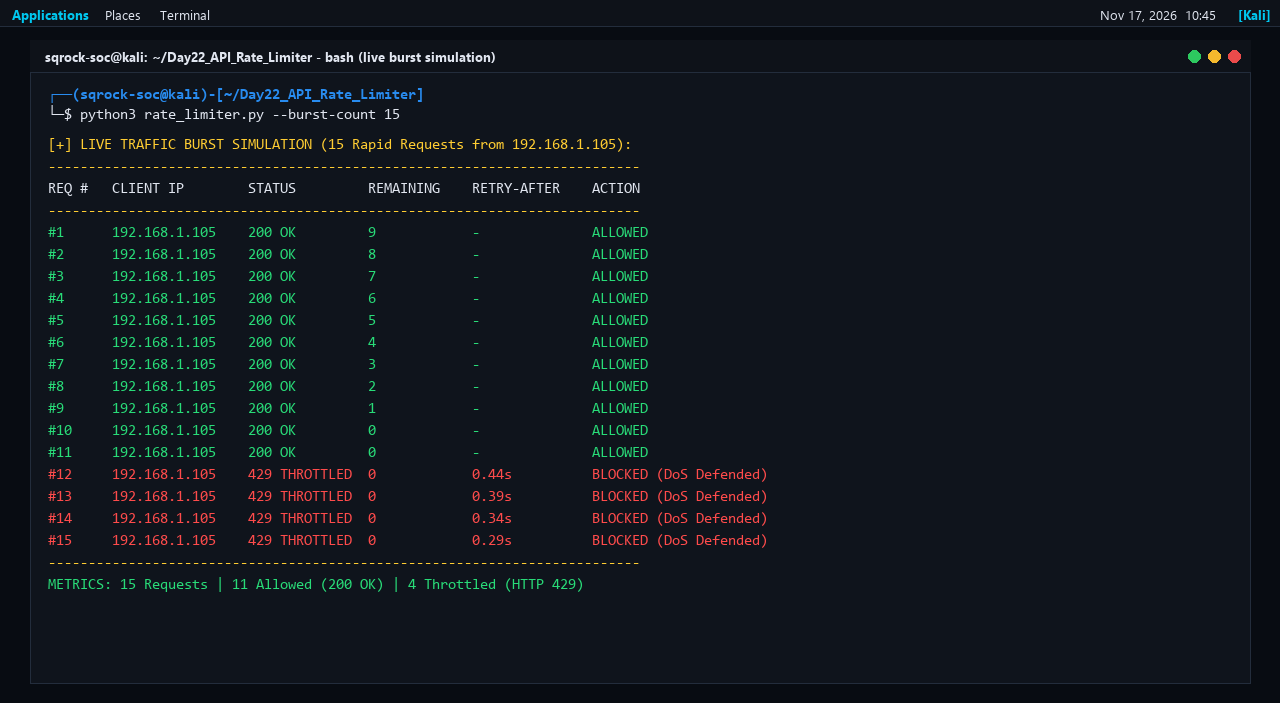 Applications Places Terminal Nov 17, 2026 10:45 [Kali]
sqrock-soc@kali: ~/Day22_API_Rate_Limiter - bash (live burst simulation)
┌──(sqrock-soc@kali)-[~/Day22_API_Rate_Limiter]
└─$ python3 rate_limiter.py --burst-count 15
[+] LIVE TRAFFIC BURST SIMULATION (15 Rapid Requests from 192.168.1.105):
--------------------------------------------------------------------------
REQ # CLIENT IP STATUS REMAINING RETRY-AFTER ACTION
--------------------------------------------------------------------------
#1 192.168.1.105 200 OK 9 - ALLOWED
#2 192.168.1.105 200 OK 8 - ALLOWED
#3 192.168.1.105 200 OK 7 - ALLOWED
#4 192.168.1.105 200 OK 6 - ALLOWED
#5 192.168.1.105 200 OK 5 - ALLOWED
#6 192.168.1.105 200 OK 4 - ALLOWED
#7 192.168.1.105 200 OK 3 - ALLOWED
#8 192.168.1.105 200 OK 2 - ALLOWED
#9 192.168.1.105 200 OK 1 - ALLOWED
#10 192.168.1.105 200 OK 0 - ALLOWED
#11 192.168.1.105 200 OK 0 - ALLOWED
#12 192.168.1.105 429 THROTTLED 0 0.44s BLOCKED (DoS Defended)
#13 192.168.1.105 429 THROTTLED 0 0.39s BLOCKED (DoS Defended)
#14 192.168.1.105 429 THROTTLED 0 0.34s BLOCKED (DoS Defended)
#15 192.168.1.105 429 THROTTLED 0 0.29s BLOCKED (DoS Defended)
--------------------------------------------------------------------------
METRICS: 15 Requests | 11 Allowed (200 OK) | 4 Throttled (HTTP 429)